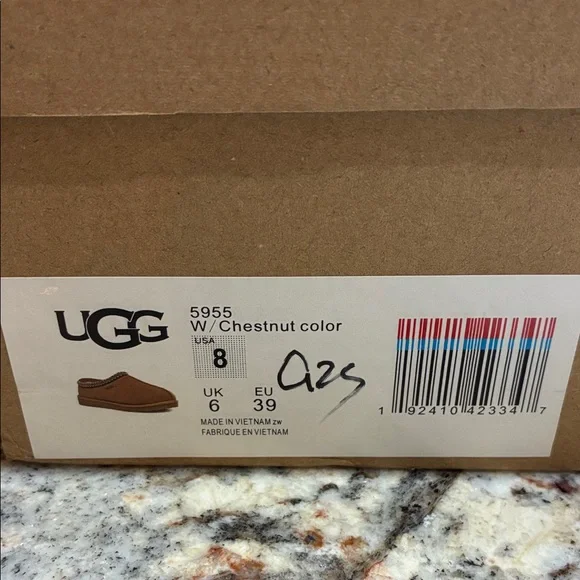 UGG
5955
W/Chestnut color
USA
8
UK EU
6 39
MADE IN VIETNAM zw
FABRIQUE EN VIETNAM
1 92410 42334 7